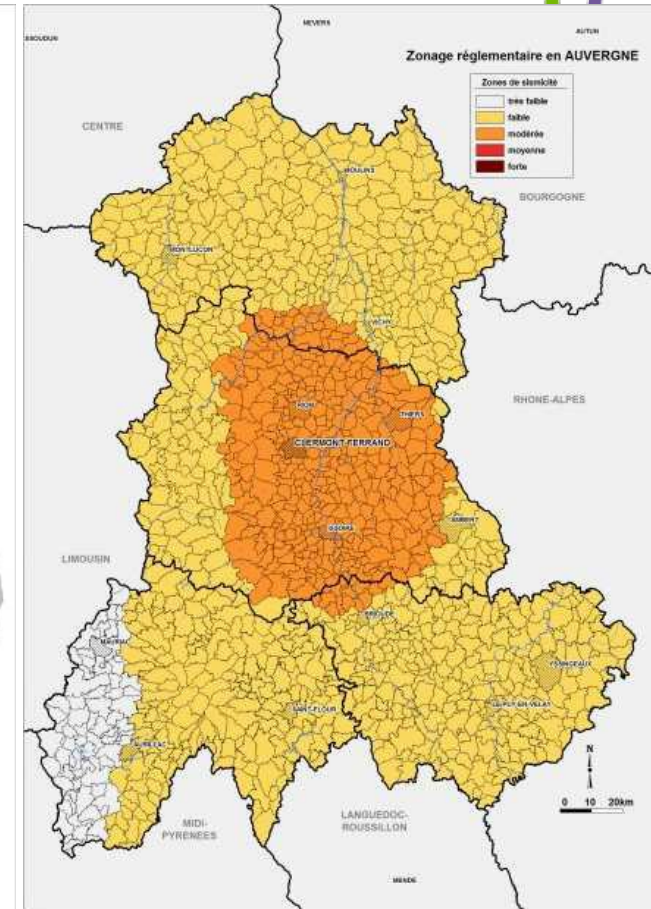 NEVERS
AUTUN
Zonage réglementaire en AUVERGNE
Zones de sismicité
très faible
faible
modérée
moyenne
forte
CENTRE
MOULINS
BOURGOGNE
MONTLUCON
VICHY
RHONE-ALPES
RIOM
THIERS
CLERMONT-FERRAND
ISSOIRE
AMBERT
LIMOUSIN
BRIOUDE
MAURIAC
YSSINGEAUX
SAINT-FLOUR
LE-PUY-EN-VELAY
AURILLAC
N
0 10 20km
MIDI-
PYRENEES
LANGUEDOC-
ROUSSILLON
MENDE